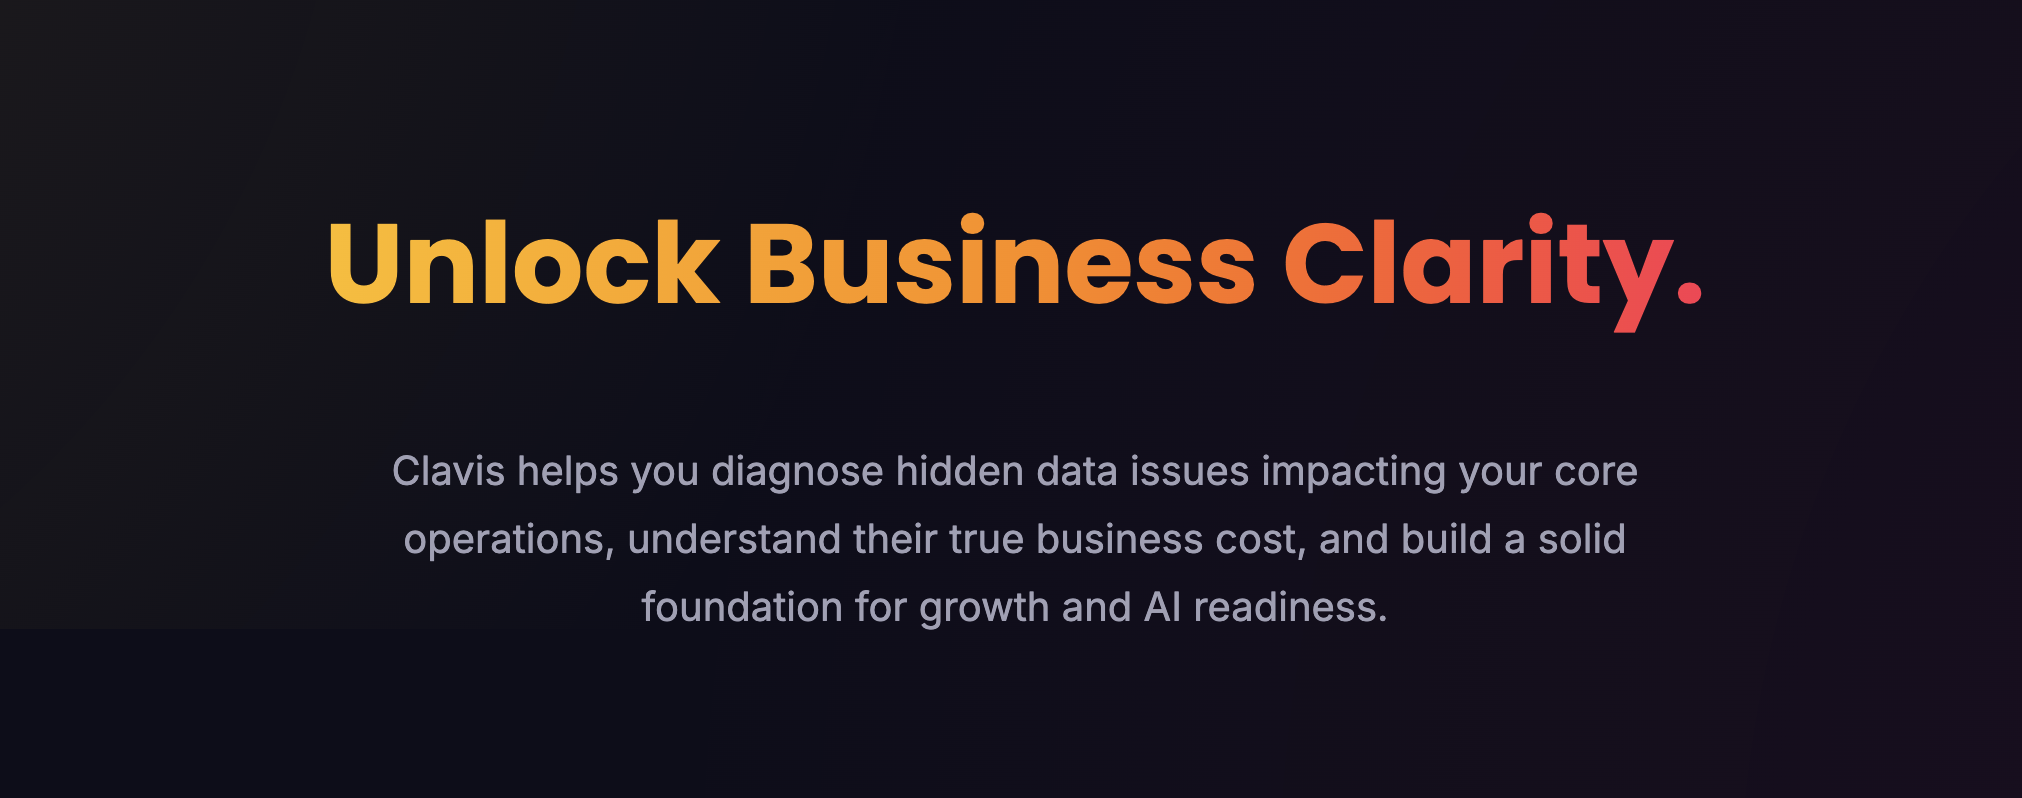 Unlock Business Clarity.
Clavis helps you diagnose hidden data issues impacting your core
operations, understand their true business cost, and build a solid
foundation for growth and AI readiness.